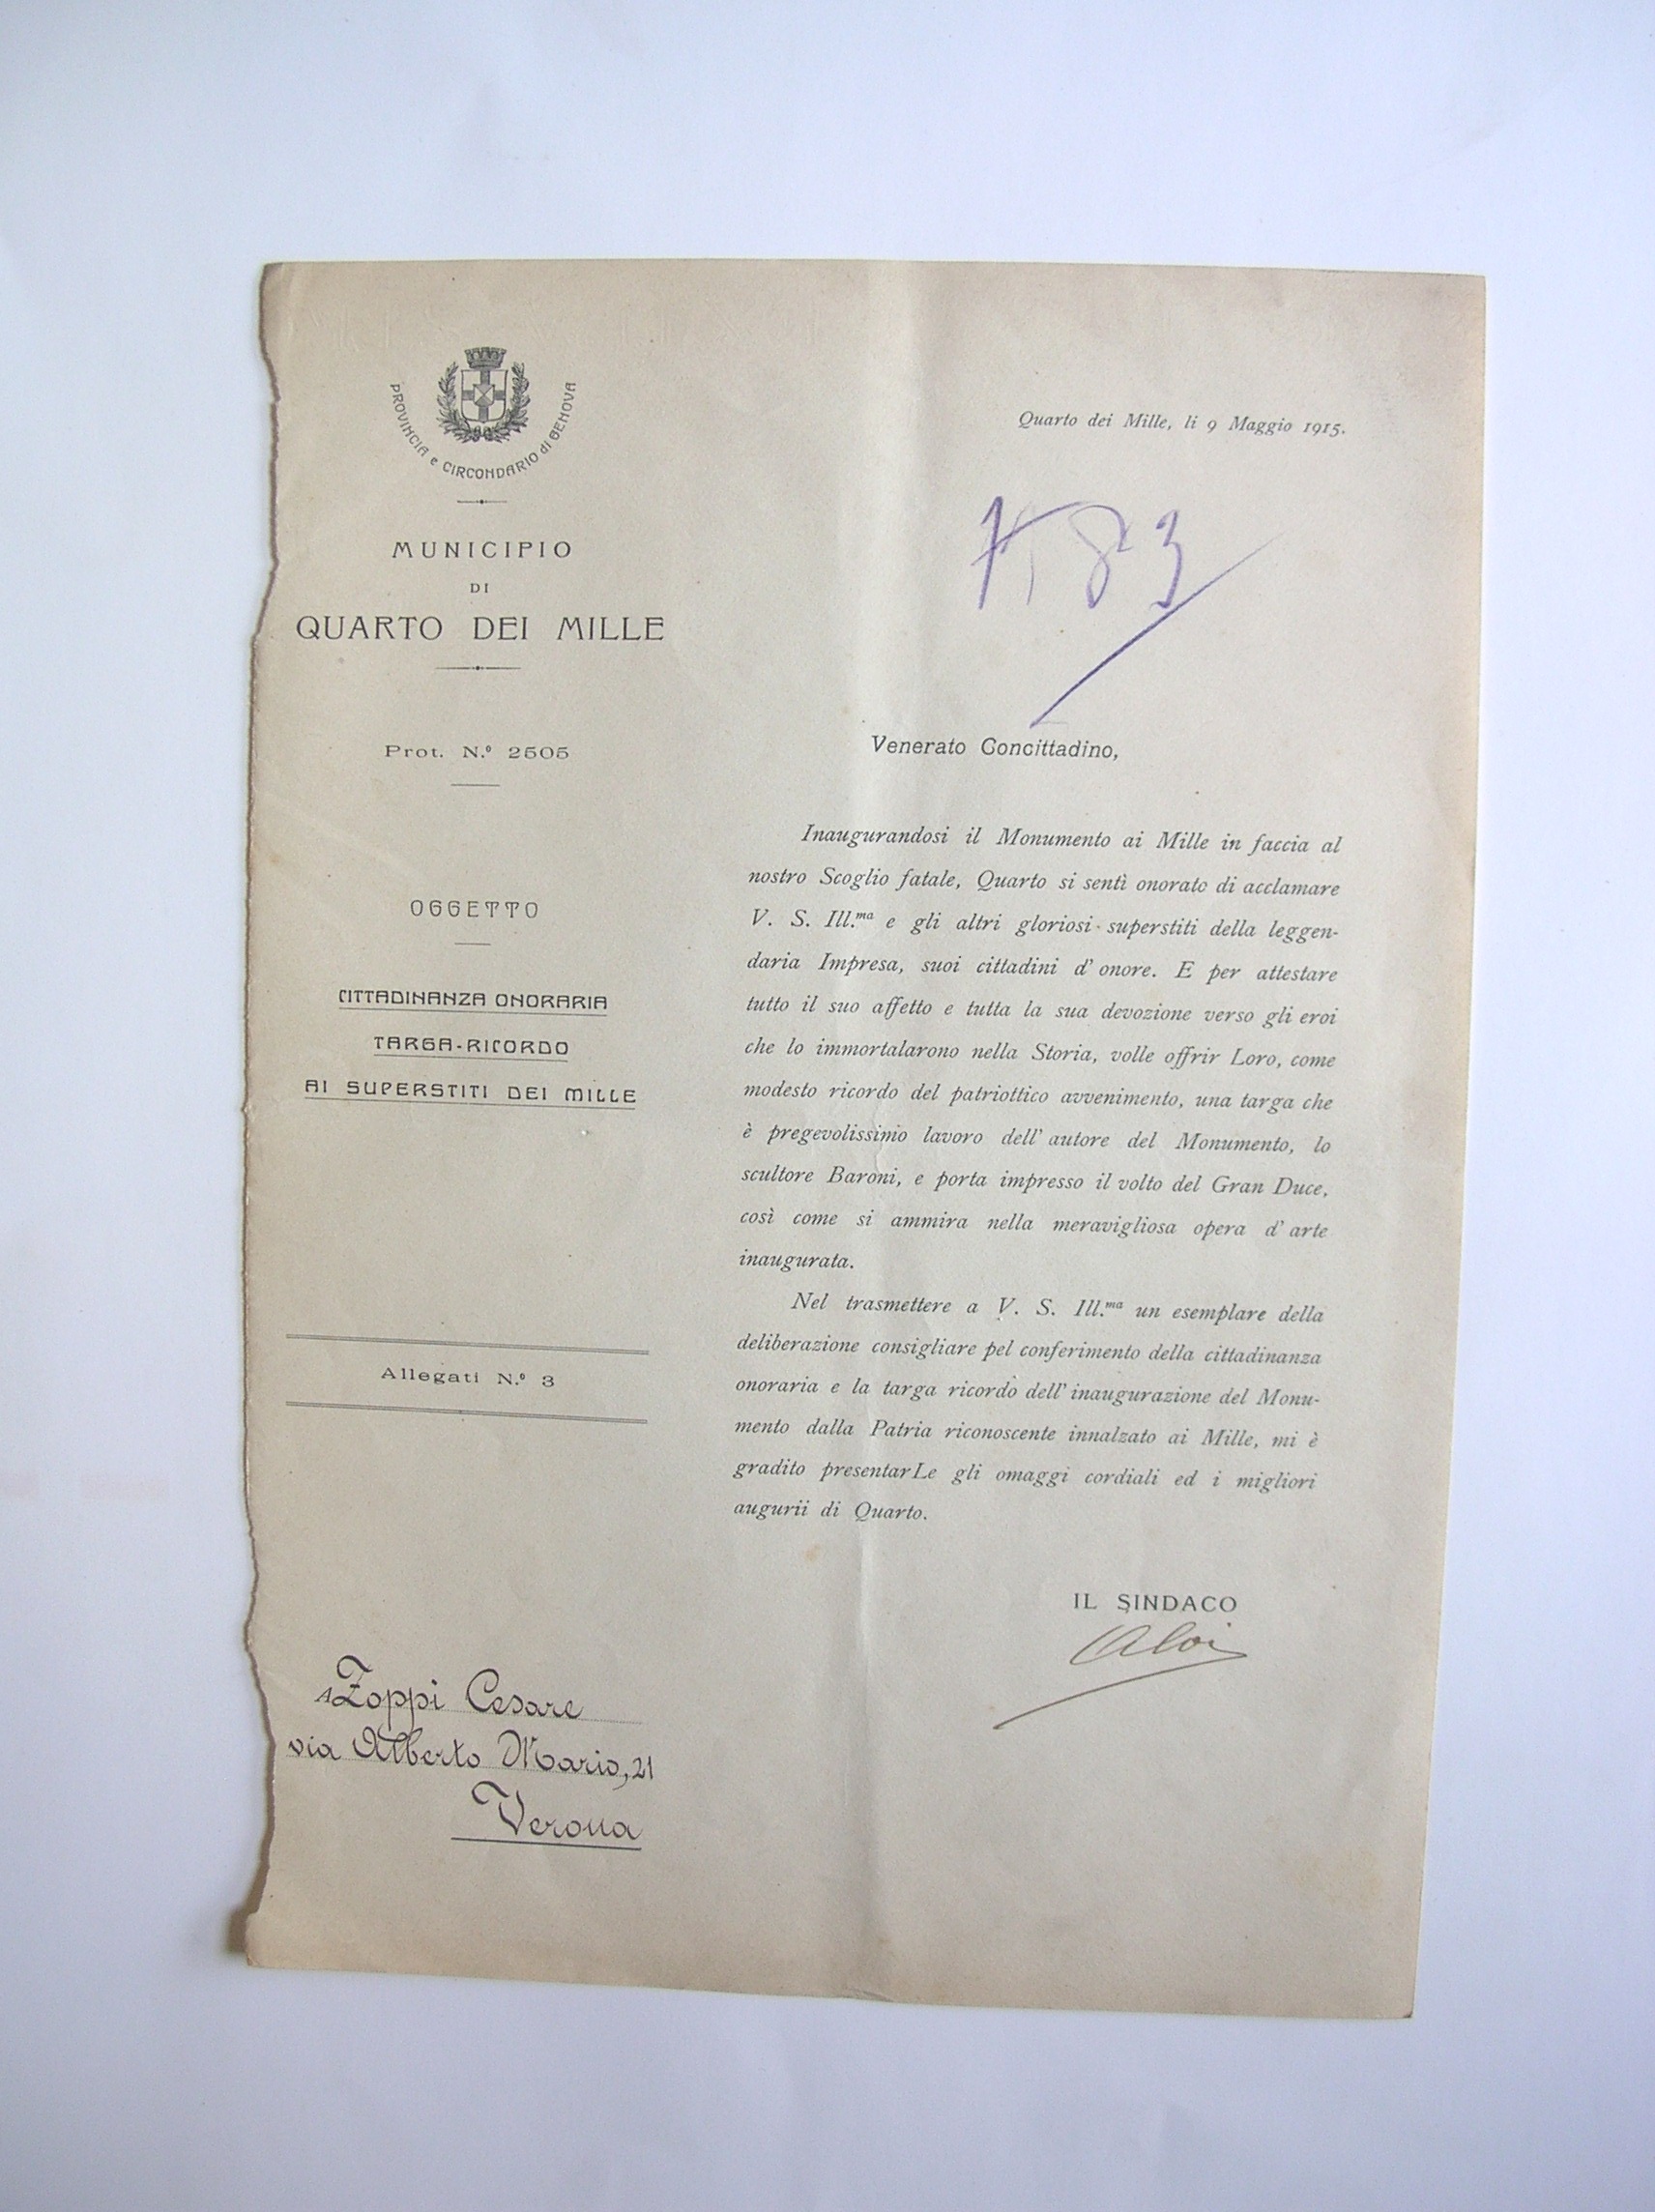 PROVINCIA e CIRCONDARIO di GENOVA
MUNICIPIO
DI
QUARTO DEI MILLE
Prot. N.º 2505
OGGETTO
CITTADINANZA ONORARIA
TARGA-RICORDO
AI SUPERSTITI DEI MILLE
Allegati N.º 3
A Zoppi Cesare
via Alberto Mario, 21
Verona
Quarto dei Mille, li 9 Maggio 1915.
Venerato Concittadino,
Inaugurandosi il Monumento ai Mille in faccia al
nostro Scoglio fatale, Quarto si sentì onorato di acclamare
V. S. Ill.ma e gli altri gloriosi superstiti della leggen-
daria Impresa, suoi cittadini d' onore. E per attestare
tutto il suo affetto e tutta la sua devozione verso gli eroi
che lo immortalarono nella Storia, volle offrir Loro, come
modesto ricordo del patriottico avvenimento, una targa che
è pregevolissimo lavoro dell' autore del Monumento, lo
scultore Baroni, e porta impresso il volto del Gran Duce,
così come si ammira nella meravigliosa opera d' arte
inaugurata.
Nel trasmettere a V. S. Ill.ma un esemplare della
deliberazione consigliare pel conferimento della cittadinanza
onoraria e la targa ricordo dell' inaugurazione del Monu-
mento dalla Patria riconoscente innalzato ai Mille, mi è
gradito presentarLe gli omaggi cordiali ed i migliori
augurii di Quarto.
IL SINDACO